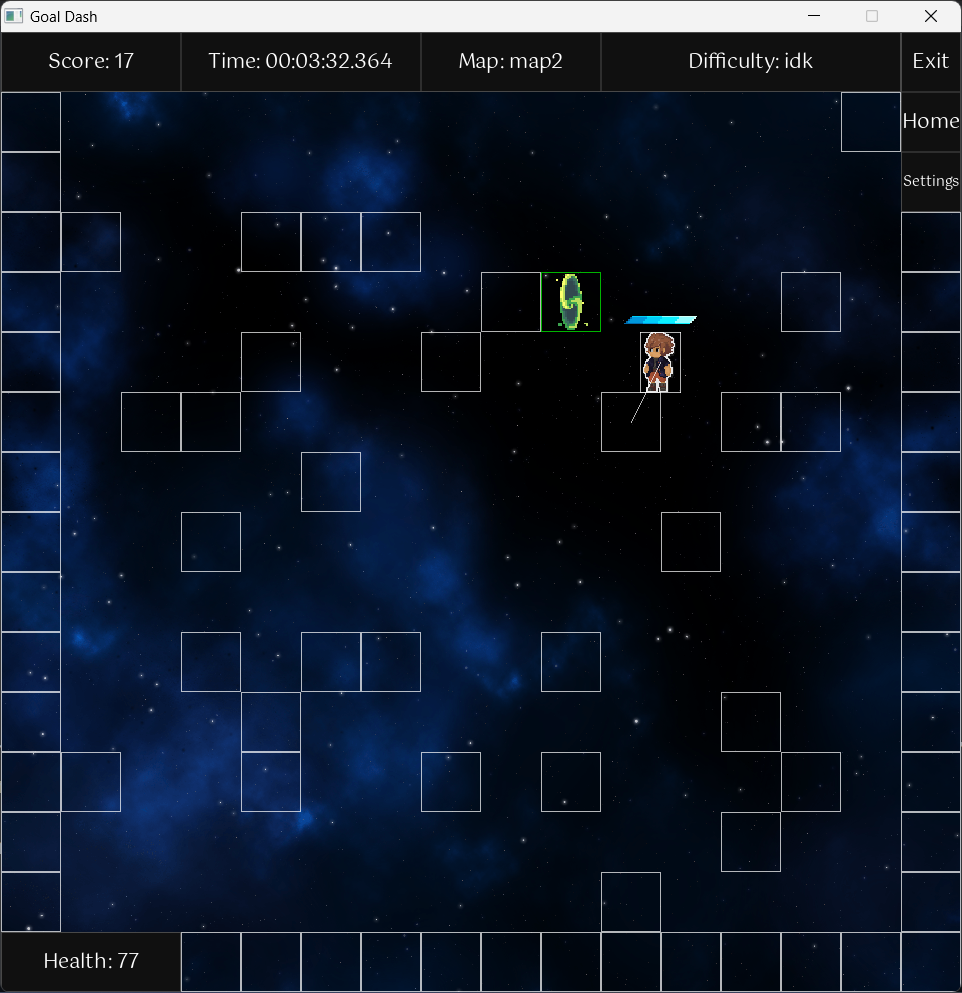 Goal Dash
Score: 17
Time: 00:03:32.364
Map: map2
Difficulty: idk
Exit
Home
Settings
Health: 77